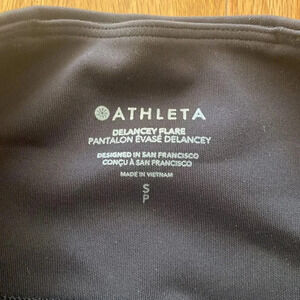 ATHLETA
DELANCEY FLARE
PANTALON ÉVASÉ DELANCEY
DESIGNED IN SAN FRANCISCO
CONÇU À SAN FRANCISCO
MADE IN VIETNAM
S
P